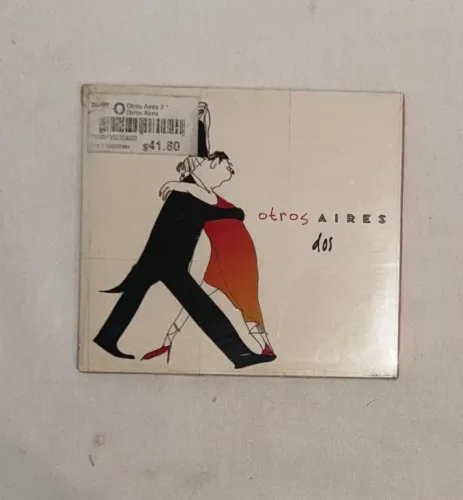 Otros Aires 2
Otros Aires
$41.80
otros AIRES
dos